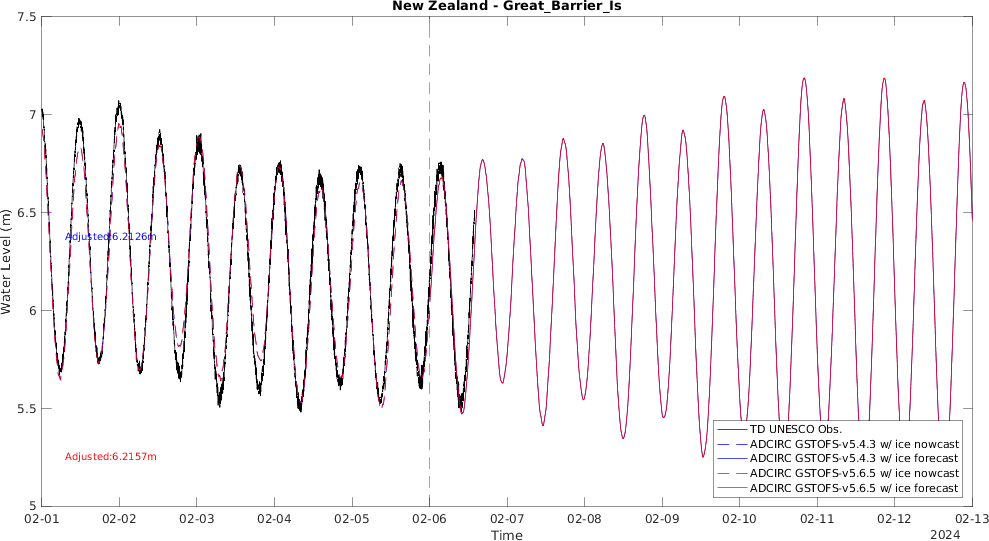 New Zealand - Great_Barrier_Is
7.5
7
6.5
6
5.5
5
Water Level (m)
Adjusted:6.2126m
Adjusted:6.2157m
TD UNESCO Obs.
ADCIRC GSTOFS-v5.4.3 w/ ice nowcast
ADCIRC GSTOFS-v5.4.3 w/ ice forecast
ADCIRC GSTOFS-v5.6.5 w/ ice nowcast
ADCIRC GSTOFS-v5.6.5 w/ ice forecast
02-01 02-02 02-03 02-04 02-05 02-06 02-07 02-08 02-09 02-10 02-11 02-12 02-13
Time
2024